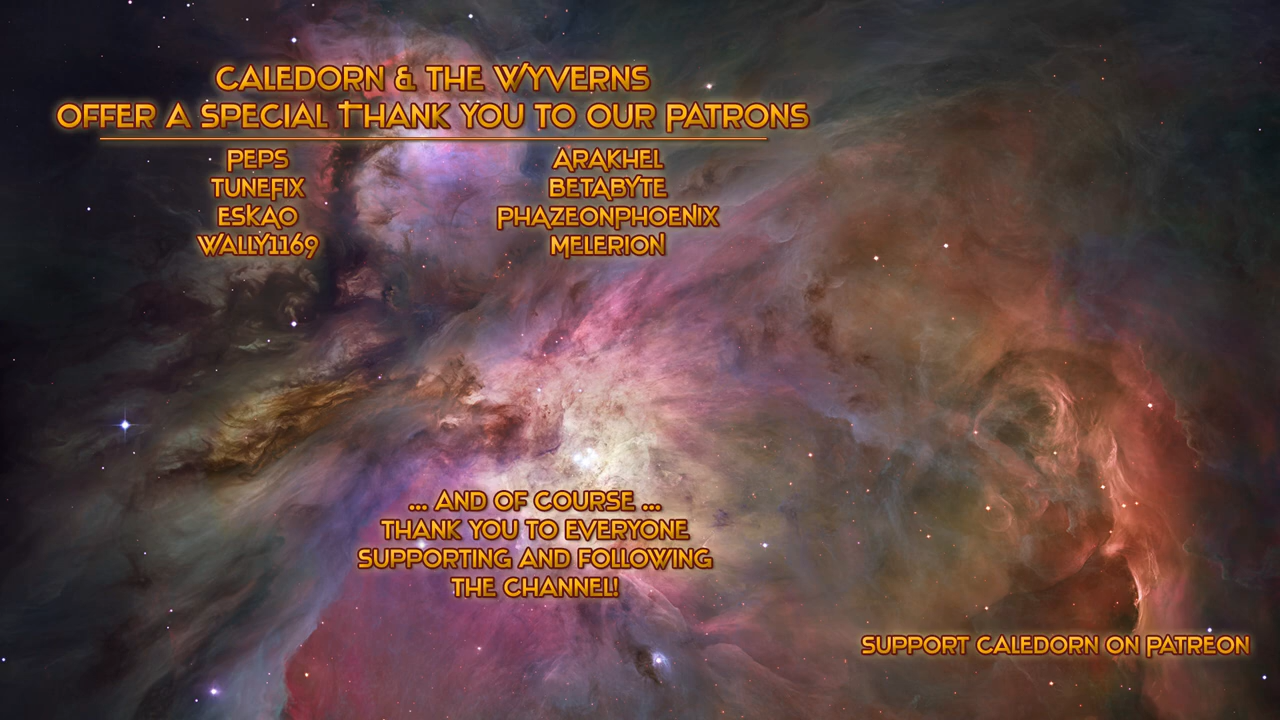 CALEDORN & THE WYVERNS
OFFER A SPECIAL THANK YOU TO OUR PATRONS
PEPS
TUNEFIX
ESKAO
WALLY1169
ARAKHEL
BETABYTE
PHAZEONPHOENIX
MELERION
... AND OF COURSE ...
THANK YOU TO EVERYONE
SUPPORTING AND FOLLOWING
THE CHANNEL!
SUPPORT CALEDORN ON PATREON